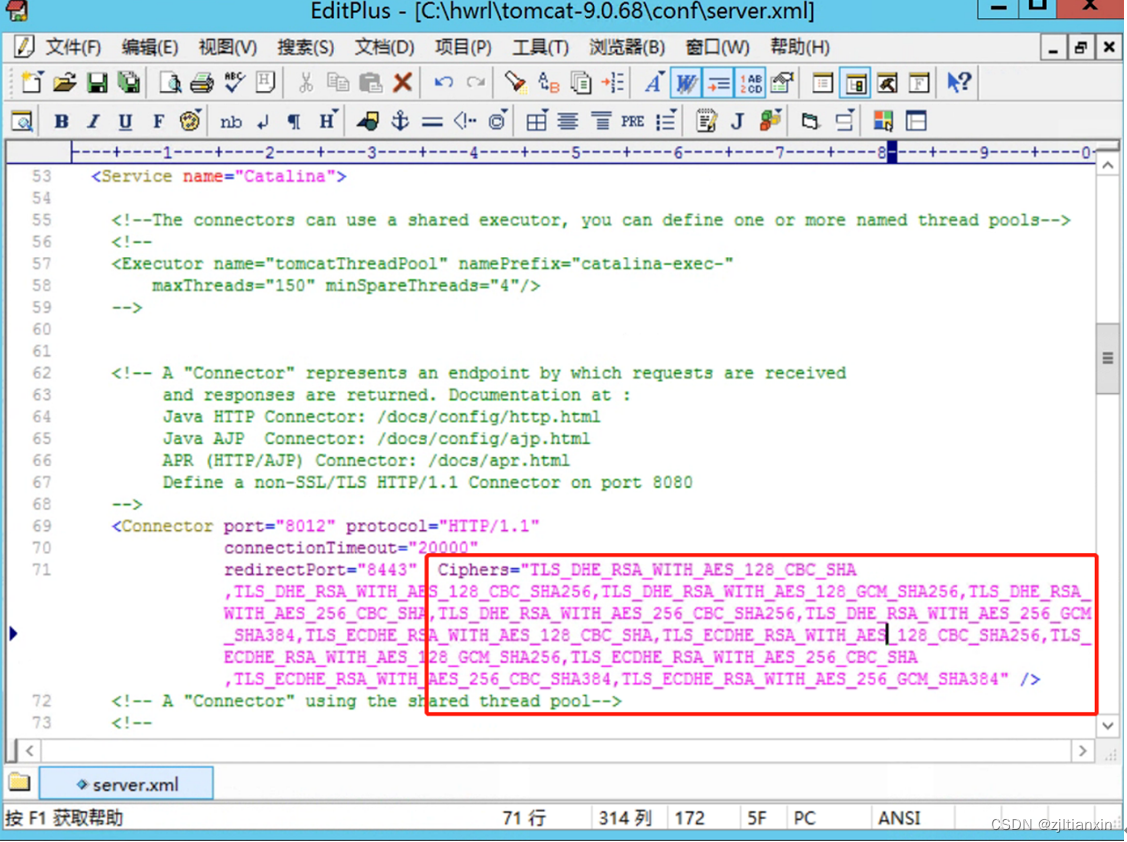 EditPlus - [C:\hwrl\tomcat-9.0.68\conf\server.xml]
文件(F) 编辑(E) 视图(V) 搜索(S) 文档(D) 项目(P) 工具(T) 浏览器(B) 窗口(W) 帮助(H)
B I U F nb H PRE J
----+----1----+----2----+----3----+----4----+----5----+----6----+----7----+----8----+----9----+----0
53 <Service name="Catalina">
54
55 <!--The connectors can use a shared executor, you can define one or more named thread pools-->
56 <!--
57 <Executor name="tomcatThreadPool" namePrefix="catalina-exec-"
58 maxThreads="150" minSpareThreads="4"/>
59 -->
60
61
62 <!-- A "Connector" represents an endpoint by which requests are received
63 and responses are returned. Documentation at :
64 Java HTTP Connector: /docs/config/http.html
65 Java AJP  Connector: /docs/config/ajp.html
66 APR (HTTP/AJP) Connector: /docs/apr.html
67 Define a non-SSL/TLS HTTP/1.1 Connector on port 8080
68 -->
69 <Connector port="8012" protocol="HTTP/1.1"
70 connectionTimeout="20000"
71 redirectPort="8443"  Ciphers="TLS_DHE_RSA_WITH_AES_128_CBC_SHA
,TLS_DHE_RSA_WITH_AES_128_CBC_SHA256,TLS_DHE_RSA_WITH_AES_128_GCM_SHA256,TLS_DHE_RSA_
WITH_AES_256_CBC_SHA,TLS_DHE_RSA_WITH_AES_256_CBC_SHA256,TLS_DHE_RSA_WITH_AES_256_GCM
_SHA384,TLS_ECDHE_RSA_WITH_AES_128_CBC_SHA,TLS_ECDHE_RSA_WITH_AES_128_CBC_SHA256,TLS_
ECDHE_RSA_WITH_AES_128_GCM_SHA256,TLS_ECDHE_RSA_WITH_AES_256_CBC_SHA
,TLS_ECDHE_RSA_WITH_AES_256_CBC_SHA384,TLS_ECDHE_RSA_WITH_AES_256_GCM_SHA384" />
72 <!-- A "Connector" using the shared thread pool-->
73 <!--
server.xml
按 F1 获取帮助 71 行 314 列 172 5F PC ANSI
CSDN @zjltianxin